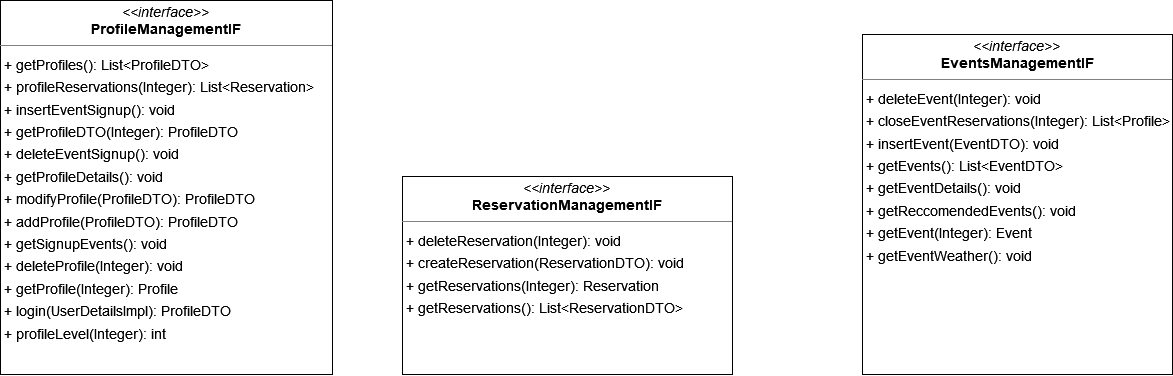 <<interface>>
ProfileManagementIF
+ getProfiles(): List<ProfileDTO>
+ profileReservations(Integer): List<Reservation>
+ insertEventSignup(): void
+ getProfileDTO(Integer): ProfileDTO
+ deleteEventSignup(): void
+ getProfileDetails(): void
+ modifyProfile(ProfileDTO): ProfileDTO
+ addProfile(ProfileDTO): ProfileDTO
+ getSignupEvents(): void
+ deleteProfile(Integer): void
+ getProfile(Integer): Profile
+ login(UserDetailsImpl): ProfileDTO
+ profileLevel(Integer): int
<<interface>>
ReservationManagementIF
+ deleteReservation(Integer): void
+ createReservation(ReservationDTO): void
+ getReservations(Integer): Reservation
+ getReservations(): List<ReservationDTO>
<<interface>>
EventsManagementIF
+ deleteEvent(Integer): void
+ closeEventReservations(Integer): List<Profile>
+ insertEvent(EventDTO): void
+ getEvents(): List<EventDTO>
+ getEventDetails(): void
+ getReccomendedEvents(): void
+ getEvent(Integer): Event
+ getEventWeather(): void